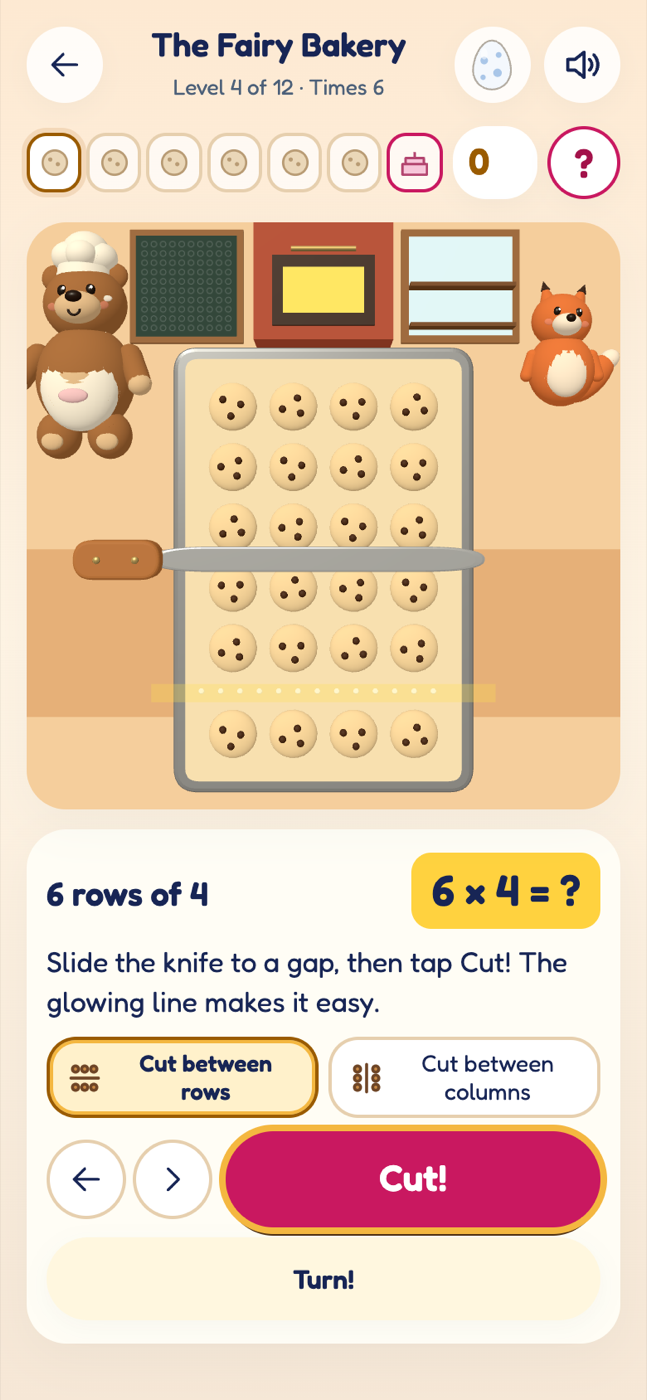 The Fairy Bakery
Level 4 of 12 · Times 6
0
?
6 rows of 4
6 × 4 = ?
Slide the knife to a gap, then tap Cut! The
glowing line makes it easy.
Cut between
rows
Cut between
columns
Cut!
Turn!